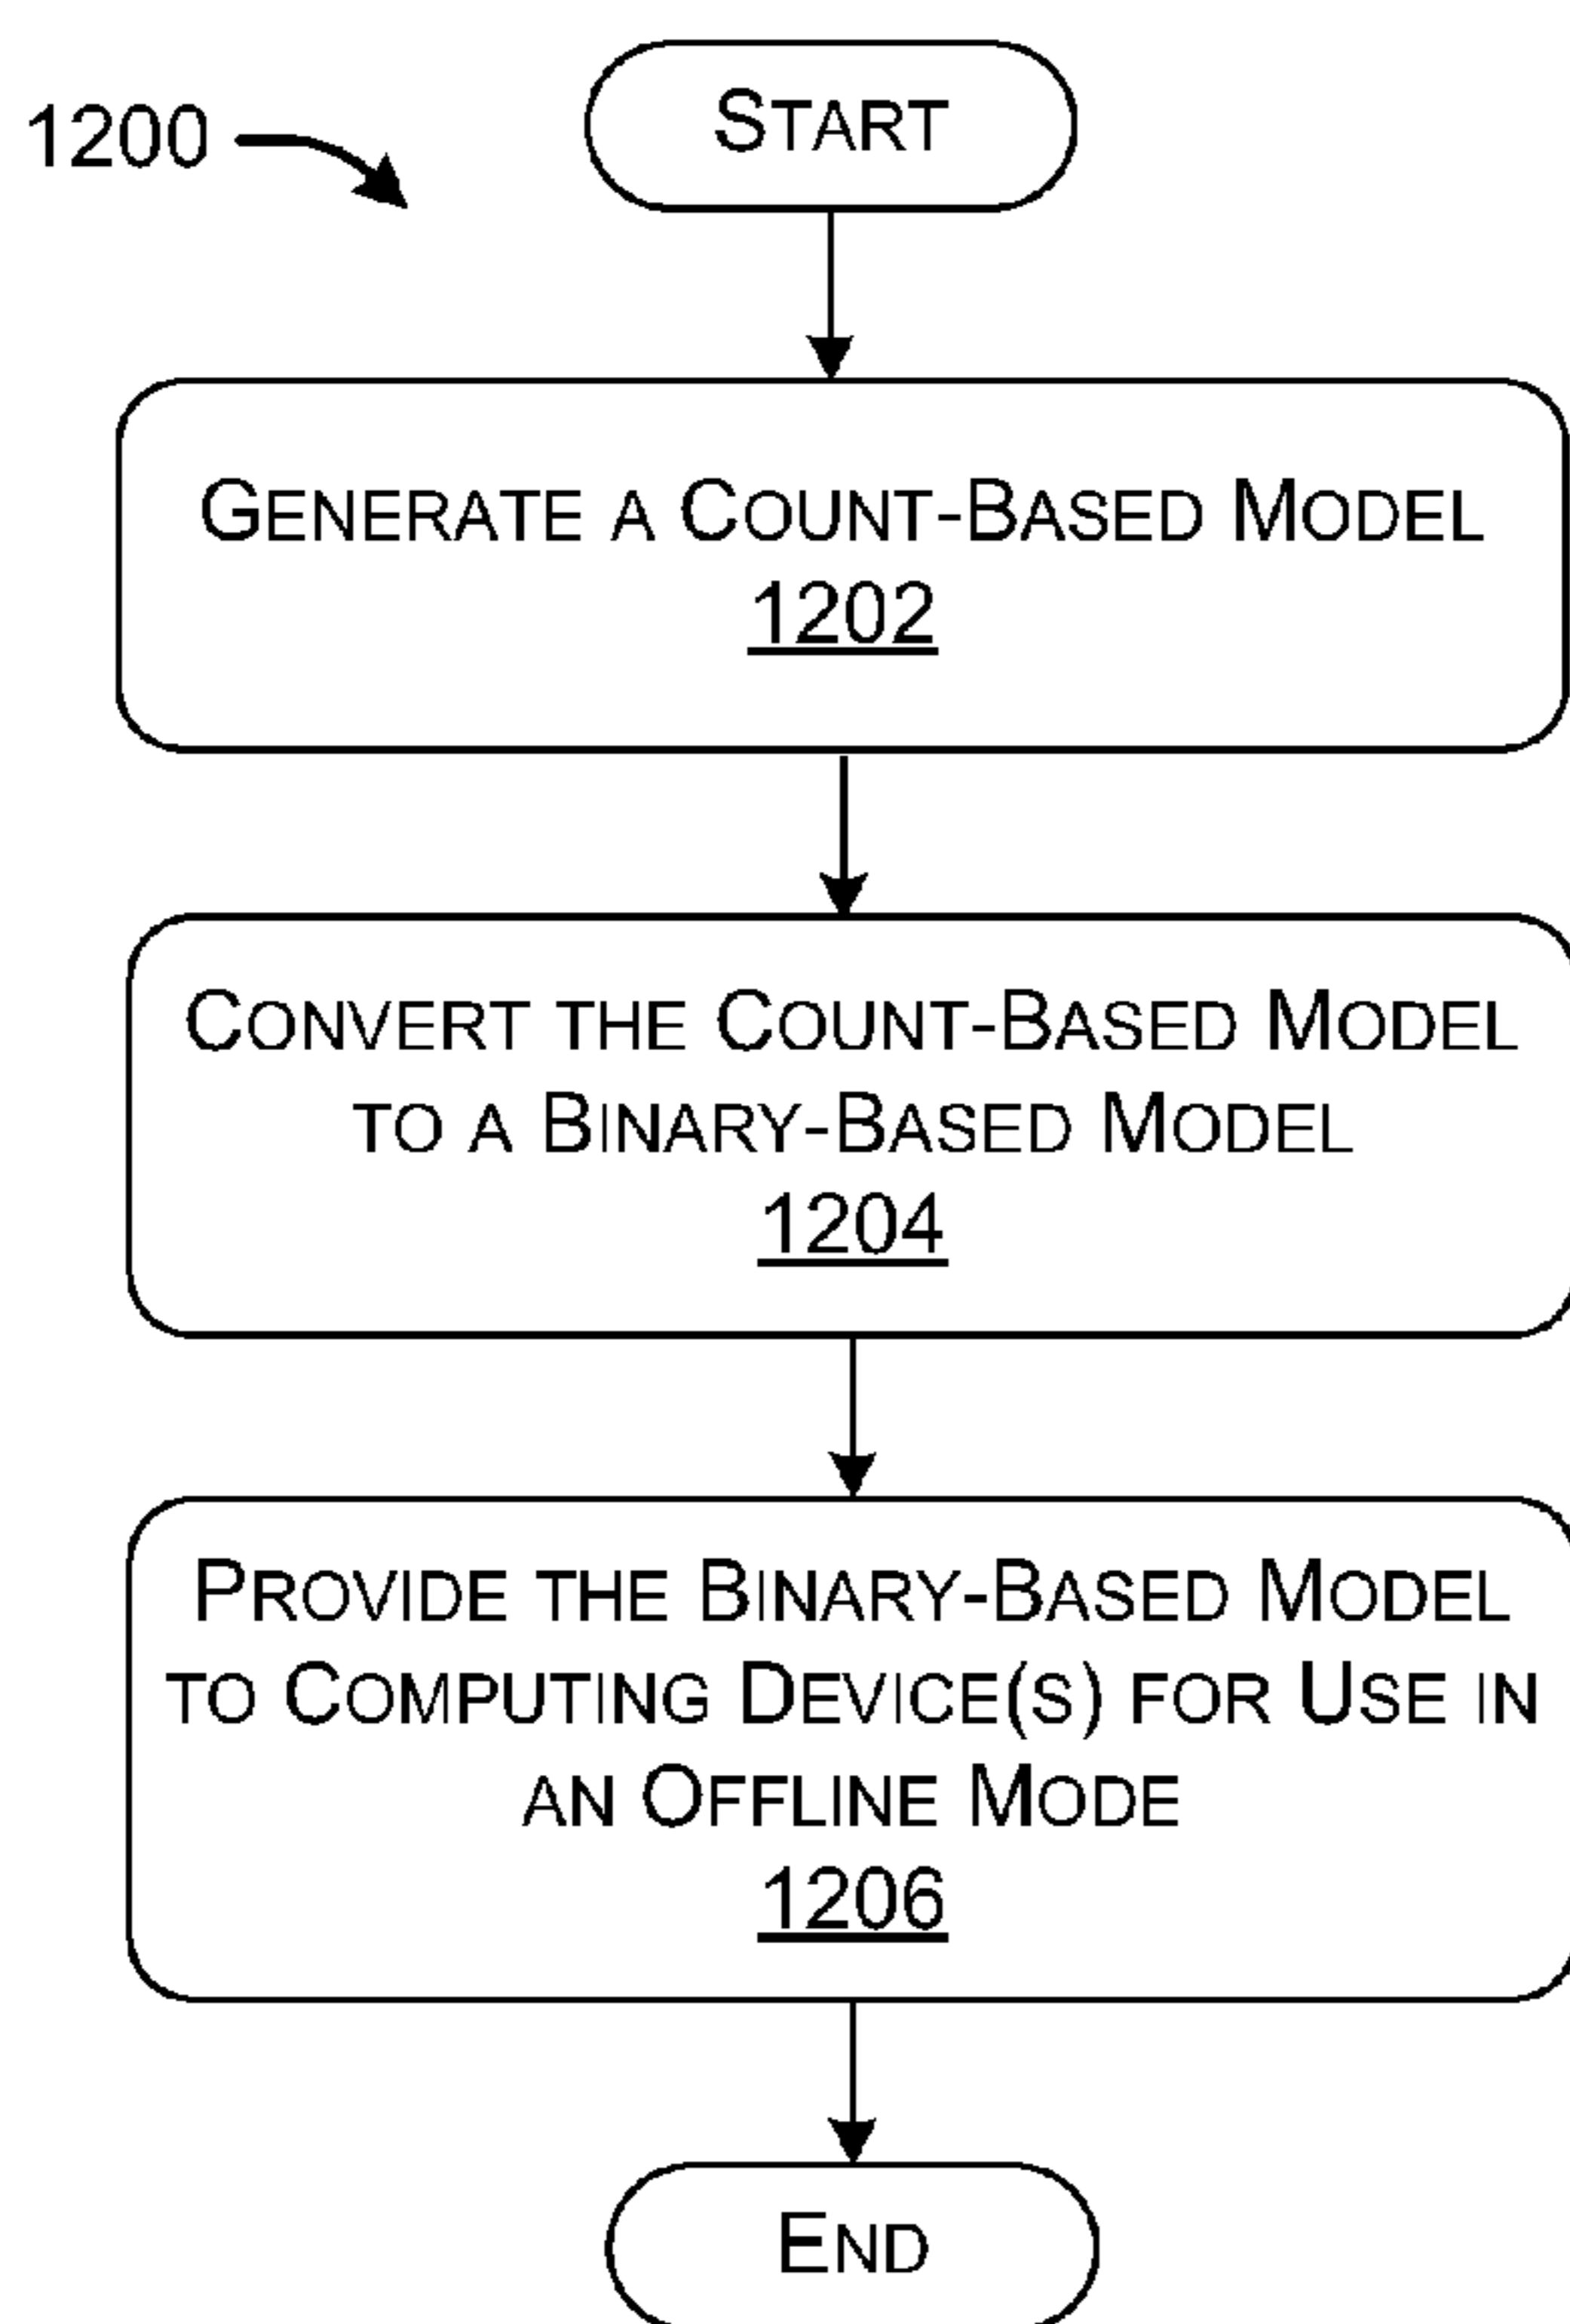 1200
START
GENERATE A COUNT-BASED MODEL
1202
CONVERT THE COUNT-BASED MODEL
TO A BINARY-BASED MODEL
1204
PROVIDE THE BINARY-BASED MODEL
TO COMPUTING DEVICE(S) FOR USE IN
AN OFFLINE MODE
1206
END